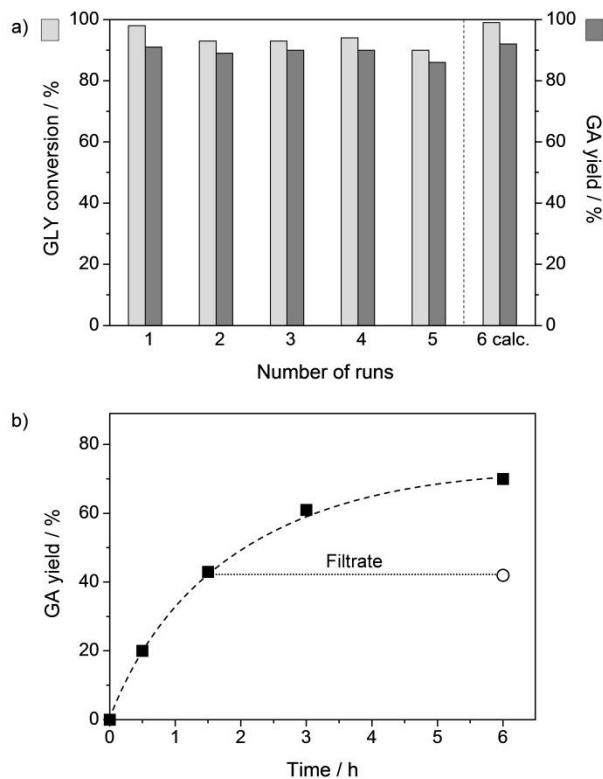 a)
100
80
60
40
20
0
GLY conversion / %
100
80
60
40
20
0
GA yield / %
1 2 3 4 5 6 calc.
Number of runs
b)
80
60
40
20
0
GA yield / %
Filtrate
0 1 2 3 4 5 6
Time / h